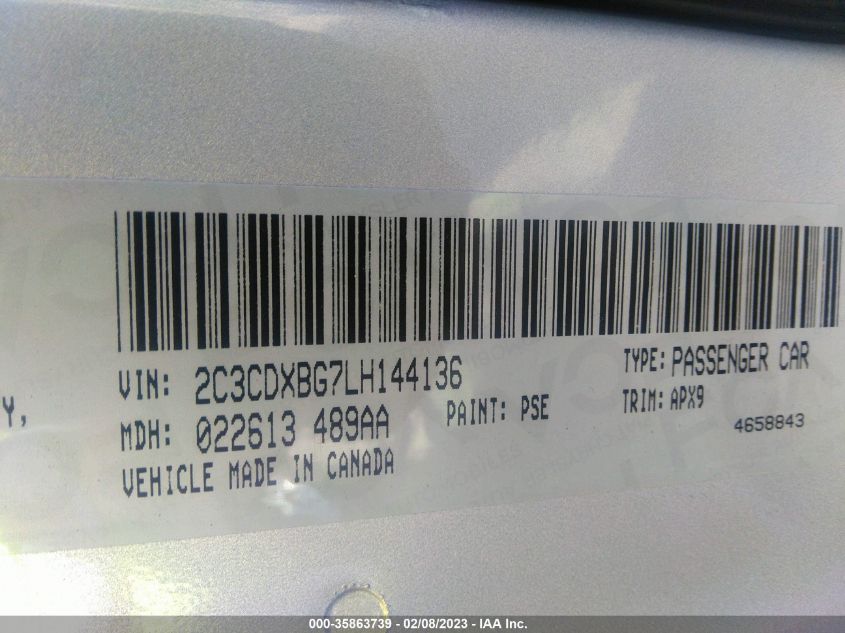 VIN: 2C3CDXBG7LH144136
TYPE: PASSENGER CAR
Y,
MDH: 022613 489AA
PAINT: PSE
TRIM: APX9
VEHICLE MADE IN CANADA
4658843
000-35863739 - 02/08/2023 - IAA Inc.